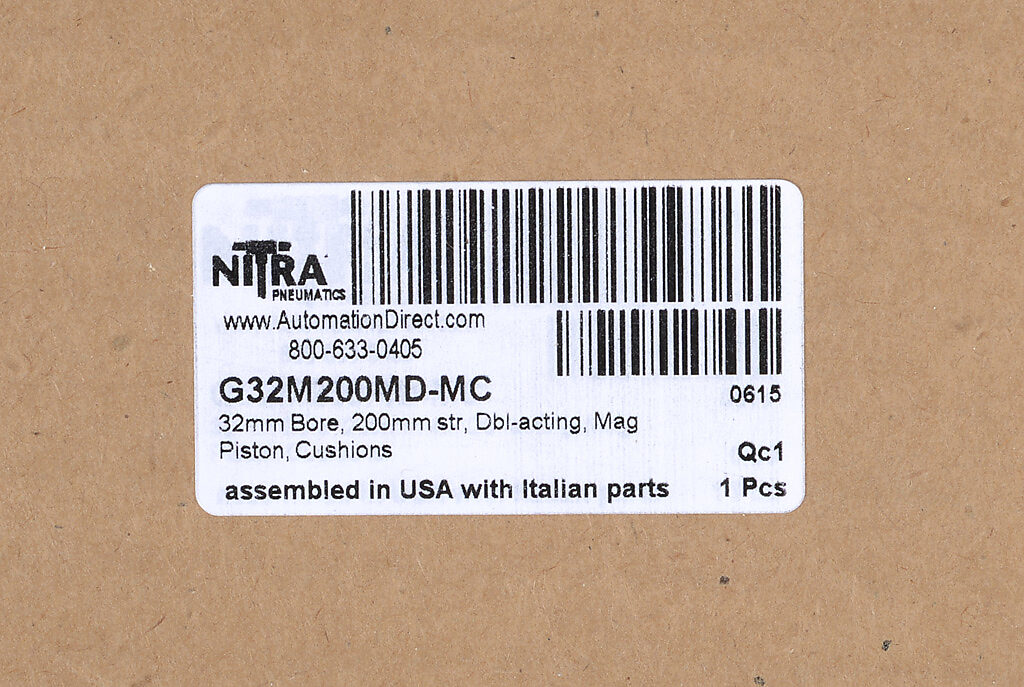 NITRA
PNEUMATICS
www.AutomationDirect.com
800-633-0405
G32M200MD-MC
0615
32mm Bore, 200mm str, Dbl-acting, Mag
Piston, Cushions
Qc1
assembled in USA with Italian parts
1 Pcs